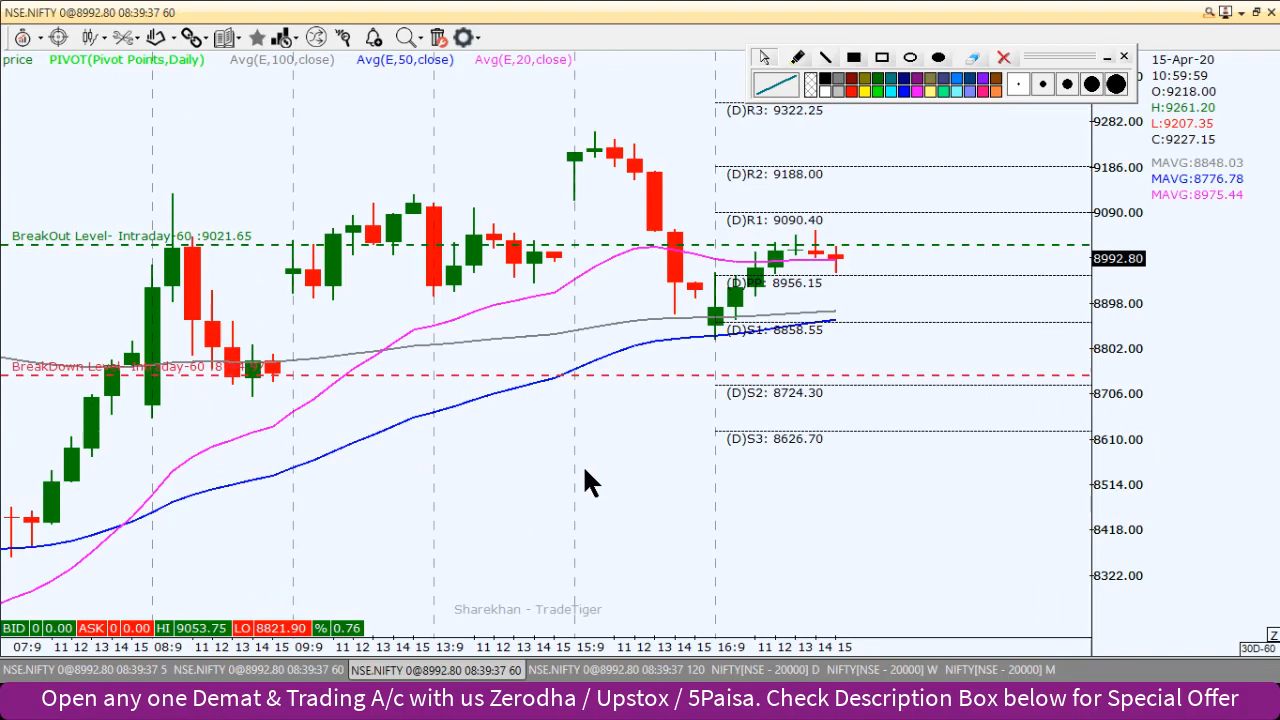 NSE.NIFTY 0@8992.80 08:39:37 60
price PIVOT(Pivot Points,Daily) Avg(E,100,close) Avg(E,50,close) Avg(E,20,close)
15-Apr-20
10:59:59
O:9218.00
H:9261.20
L:9207.35
C:9227.15
MAVG:8848.03
MAVG:8776.78
MAVG:8975.44
(D)R3: 9322.25
(D)R2: 9188.00
(D)R1: 9090.40
BreakOut Level- Intraday-60 :9021.65
(D)PP: 8956.15
(D)S1: 8858.55
BreakDown Level- Intraday-60
(D)S2: 8724.30
(D)S3: 8626.70
9282.00
9186.00
9090.00
8992.80
8898.00
8802.00
8706.00
8610.00
8514.00
8418.00
8322.00
Sharekhan - TradeTiger
BID 0 0.00 ASK 0 0.00 HI 9053.75 LO 8821.90 % 0.76
Z
07:9 11 12 13 14 15 08:9 11 12 13 14 15 09:9 11 12 13 14 15 13:9 11 12 13 14 15 15:9 11 12 13 14 15 16:9 11 12 13 14 15
30D-60
NSE.NIFTY 0@8992.80 08:39:37 5 NSE.NIFTY 0@8992.80 08:39:37 60 NSE.NIFTY 0@8992.80 08:39:37 60 NSE.NIFTY 0@8992.80 08:39:37 120 NIFTY[NSE - 20000] D NIFTY[NSE - 20000] W NIFTY[NSE - 20000] M
Open any one Demat & Trading A/c with us Zerodha / Upstox / 5Paisa. Check Description Box below for Special Offer